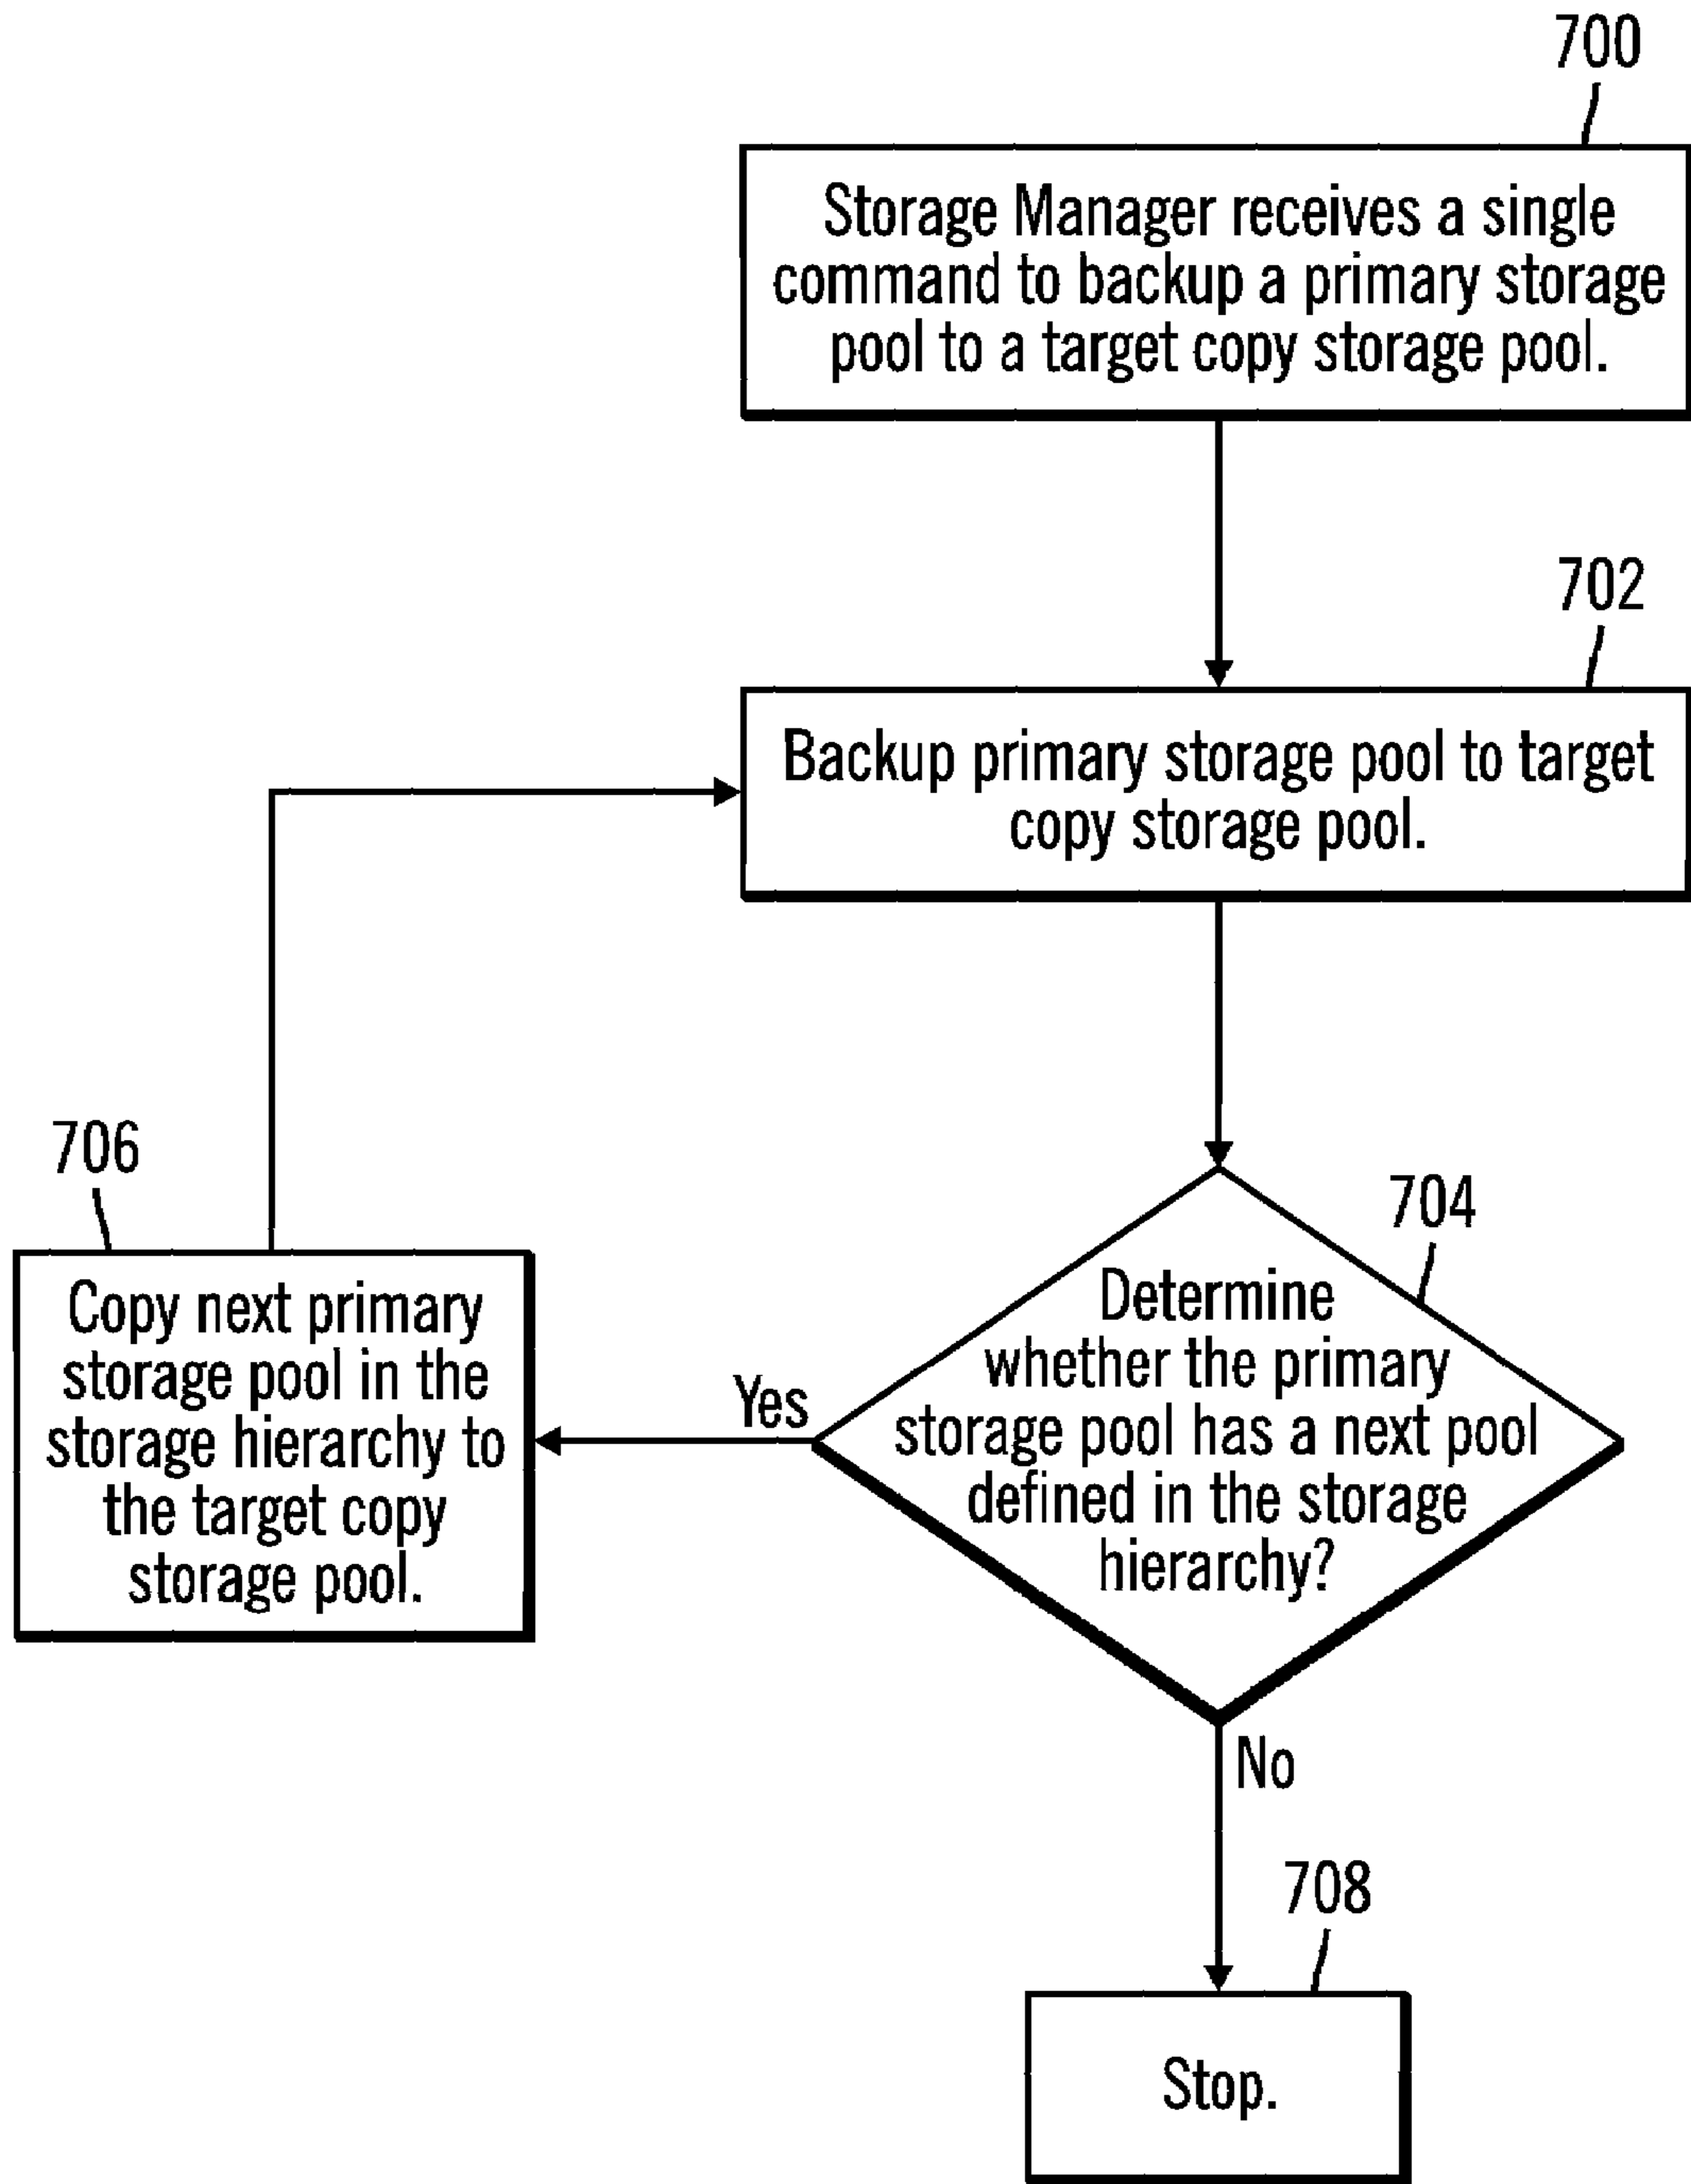 700
Storage Manager receives a single
command to backup a primary storage
pool to a target copy storage pool.
702
Backup primary storage pool to target
copy storage pool.
704
Determine
whether the primary
storage pool has a next pool
defined in the storage
hierarchy?
Yes
706
Copy next primary
storage pool in the
storage hierarchy to
the target copy
storage pool.
No
708
Stop.